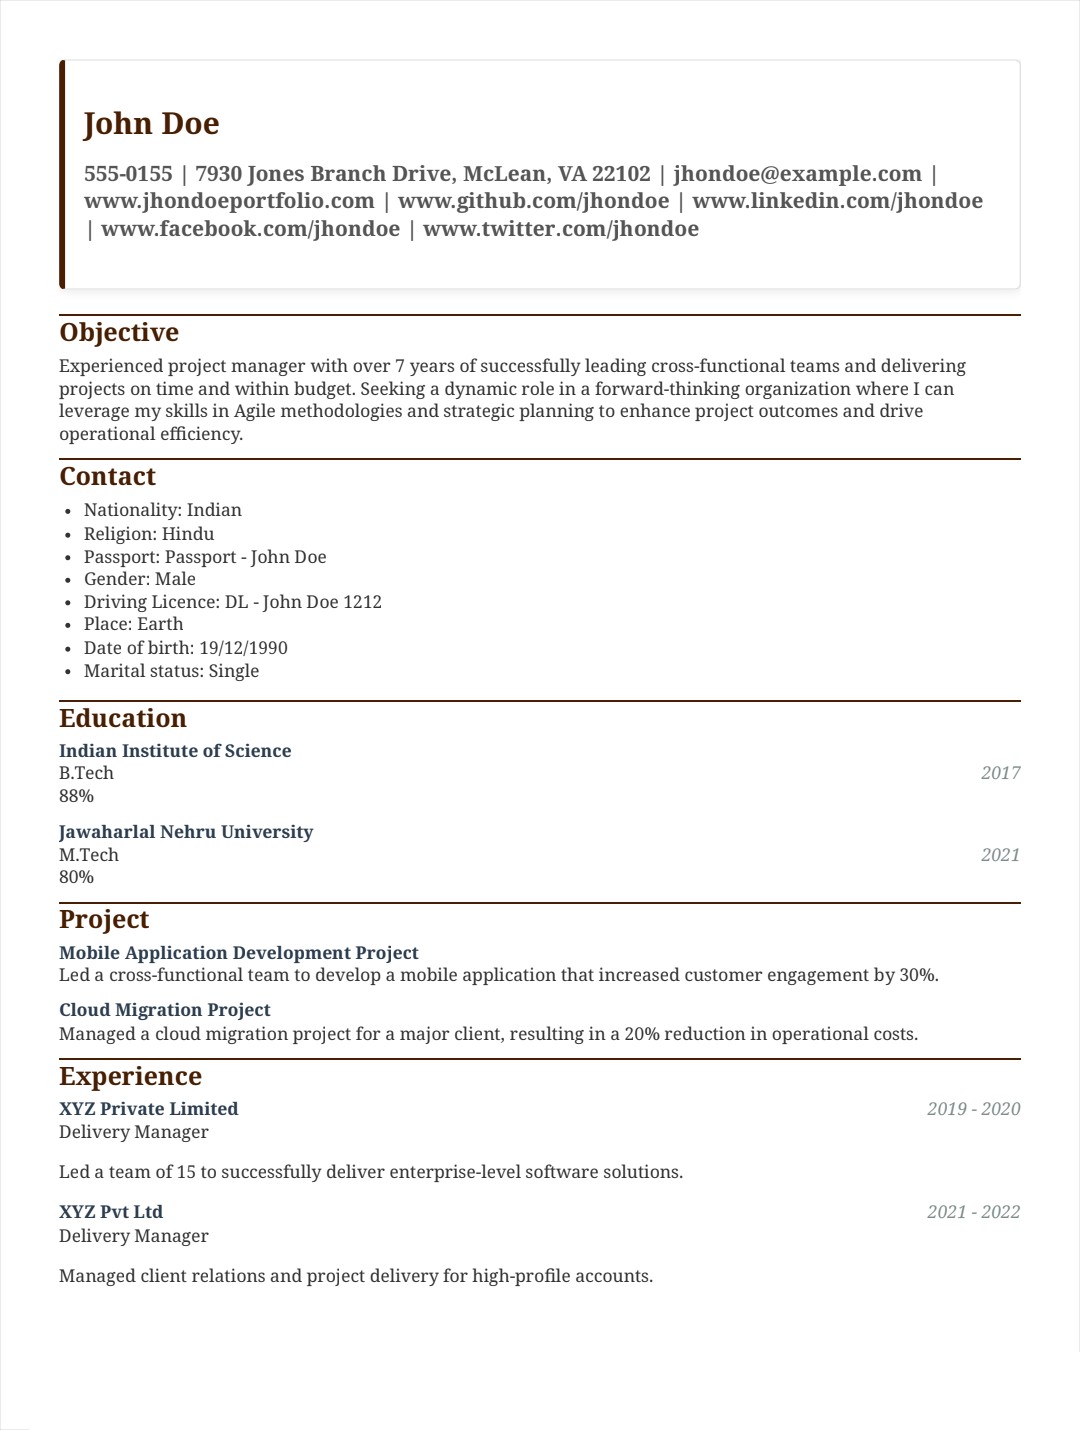 John Doe
555-0155 | 7930 Jones Branch Drive, McLean, VA 22102 | jhondoe@example.com |
www.jhondoeportfolio.com | www.github.com/jhondoe | www.linkedin.com/jhondoe
| www.facebook.com/jhondoe | www.twitter.com/jhondoe
Objective
Experienced project manager with over 7 years of successfully leading cross-functional teams and delivering
projects on time and within budget. Seeking a dynamic role in a forward-thinking organization where I can
leverage my skills in Agile methodologies and strategic planning to enhance project outcomes and drive
operational efficiency.
Contact
• Nationality: Indian
• Religion: Hindu
• Passport: Passport - John Doe
• Gender: Male
• Driving Licence: DL - John Doe 1212
• Place: Earth
• Date of birth: 19/12/1990
• Marital status: Single
Education
Indian Institute of Science
B.Tech 2017
88%
Jawaharlal Nehru University
M.Tech 2021
80%
Project
Mobile Application Development Project
Led a cross-functional team to develop a mobile application that increased customer engagement by 30%.
Cloud Migration Project
Managed a cloud migration project for a major client, resulting in a 20% reduction in operational costs.
Experience
XYZ Private Limited 2019 - 2020
Delivery Manager
Led a team of 15 to successfully deliver enterprise-level software solutions.
XYZ Pvt Ltd 2021 - 2022
Delivery Manager
Managed client relations and project delivery for high-profile accounts.